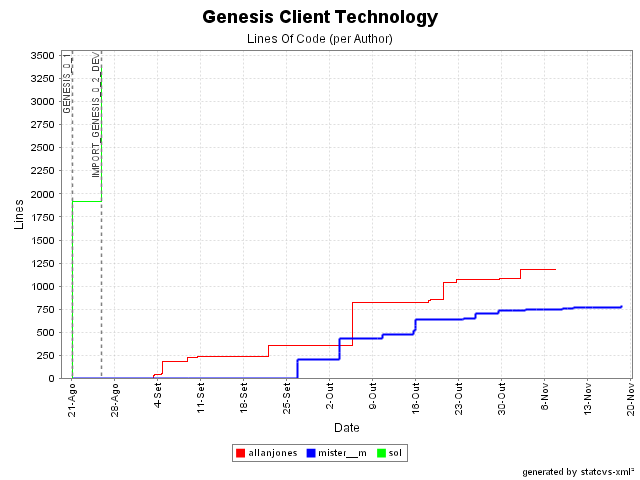 Genesis Client Technology
Lines Of Code (per Author)
GENESIS_0_1
IMPORT_GENESIS_0_2_DEV
Lines
3500
3250
3000
2750
2500
2250
2000
1750
1500
1250
1000
750
500
250
0
21-Ago
28-Ago
4-Set
11-Set
18-Set
25-Set
2-Out
9-Out
16-Out
23-Out
30-Out
6-Nov
13-Nov
20-Nov
Date
allanjones mister__m sol
generated by statcvs-xml²